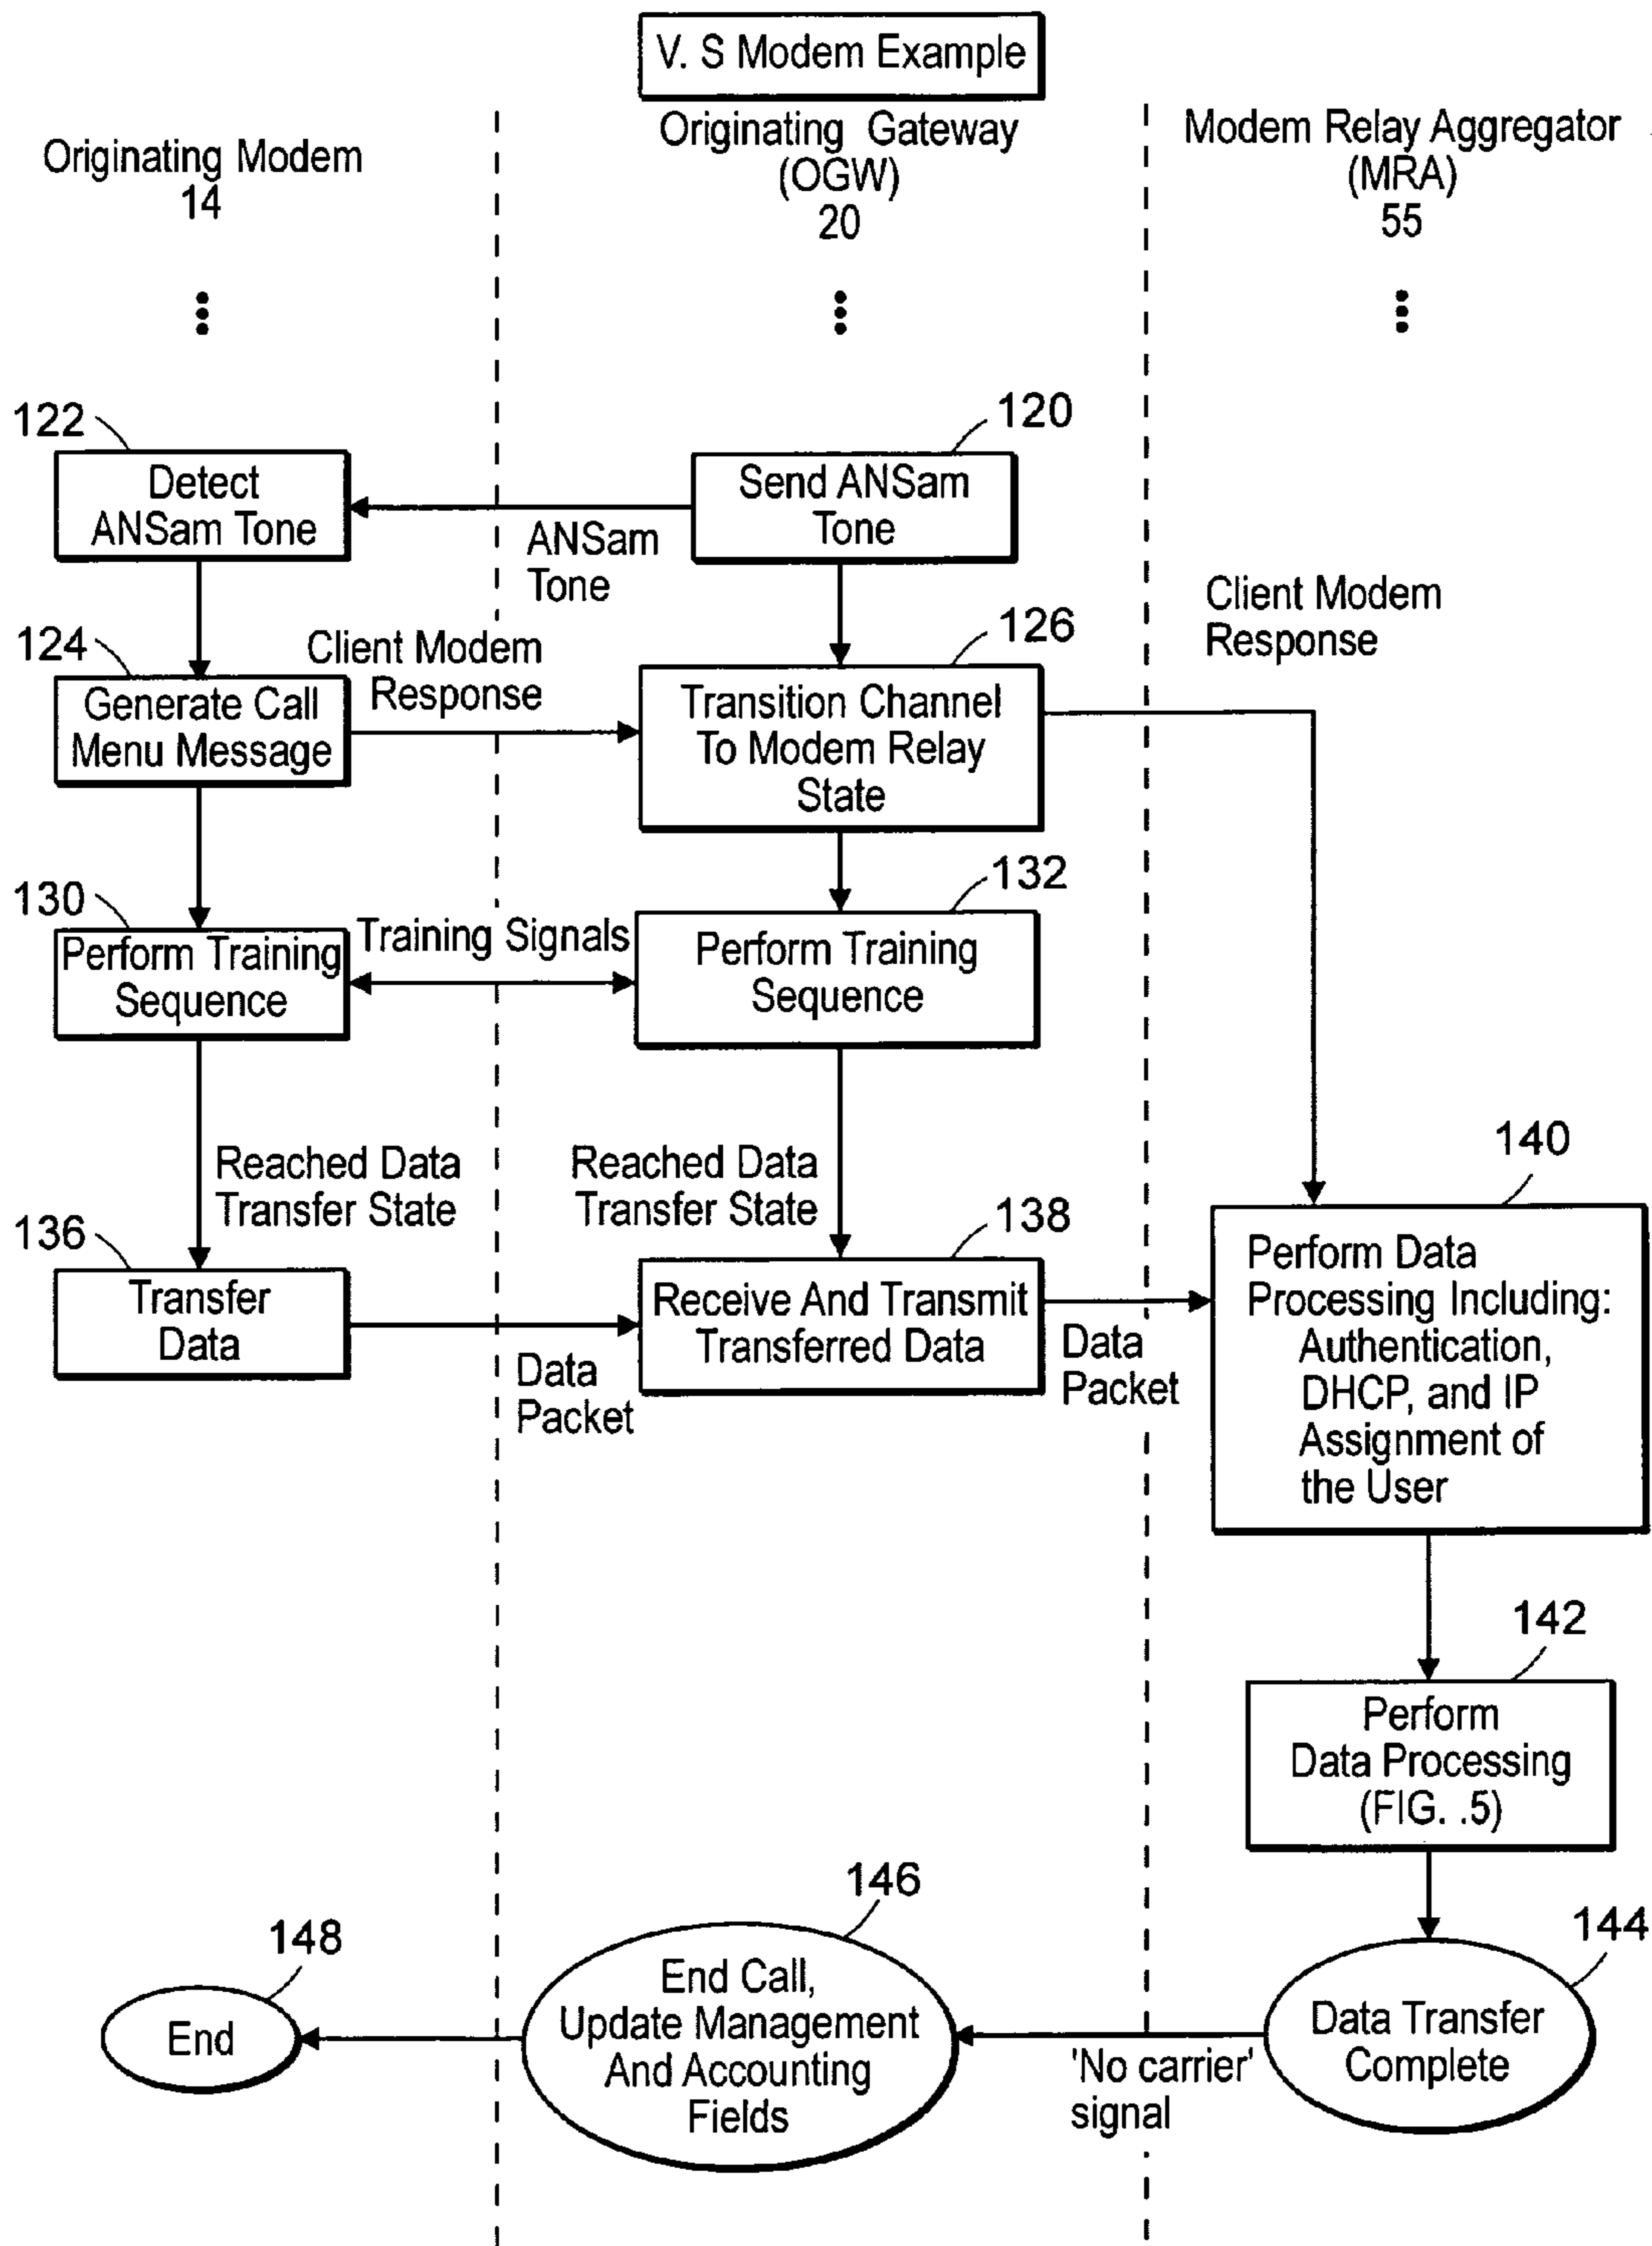 V. S Modem Example
Originating Modem
14
Originating Gateway
(OGW)
20
Modem Relay Aggregator
(MRA)
55
122
Detect
ANSam Tone
120
Send ANSam
Tone
ANSam
Tone
124
Generate Call
Menu Message
Client Modem
Response
126
Transition Channel
To Modem Relay
State
Client Modem
Response
130
Perform Training
Sequence
Training Signals
132
Perform Training
Sequence
Reached Data
Transfer State
Reached Data
Transfer State
136
Transfer
Data
Data
Packet
138
Receive And Transmit
Transferred Data
Data
Packet
140
Perform Data
Processing Including:
Authentication,
DHCP, and IP
Assignment of
the User
142
Perform
Data Processing
(FIG. .5)
144
Data Transfer
Complete
'No carrier'
signal
146
End Call,
Update Management
And Accounting
Fields
148
End